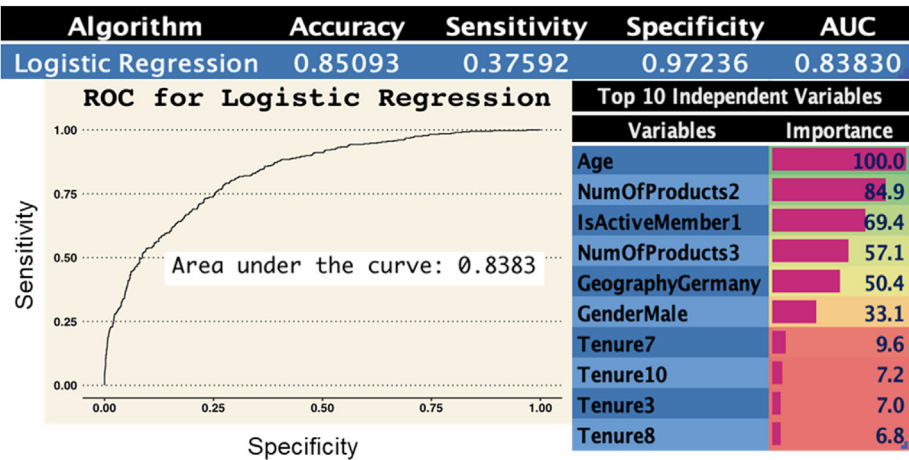 Algorithm Accuracy Sensitivity Specificity AUC
Logistic Regression 0.85093 0.37592 0.97236 0.83830
ROC for Logistic Regression
1.00
0.75
0.50
0.25
0.00
Sensitivity
Area under the curve: 0.8383
0.00 0.25 0.50 0.75 1.00
Specificity
Top 10 Independent Variables
Variables Importance
Age 100.0
NumOfProducts2 84.9
IsActiveMember1 69.4
NumOfProducts3 57.1
GeographyGermany 50.4
GenderMale 33.1
Tenure7 9.6
Tenure10 7.2
Tenure3 7.0
Tenure8 6.8